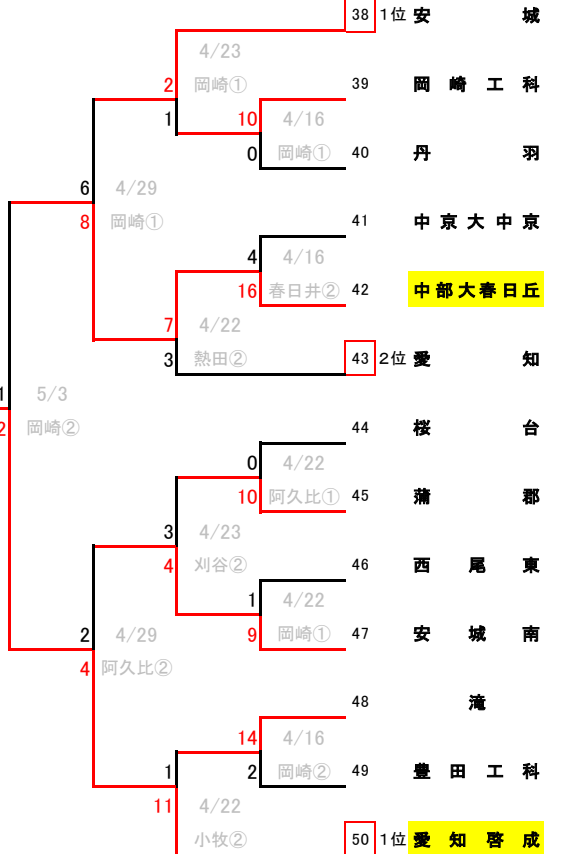 38 1位 安城
4/23
2 岡崎① 39 岡崎工科
1 10 4/16
0 岡崎① 40 丹羽
6 4/29
8 岡崎① 41 中京大中京
4 4/16
16 春日井② 42 中部大春日丘
7 4/22
3 熱田② 43 2位 愛知
1 5/3
2 岡崎② 44 桜台
0 4/22
10 阿久比① 45 蒲郡
3 4/23
4 刈谷② 46 西尾東
1 4/22
9 岡崎① 47 安城南
2 4/29
4 阿久比②
48 滝
14 4/16
1 2 岡崎② 49 豊田工科
11 4/22
小牧② 50 1位 愛知啓成